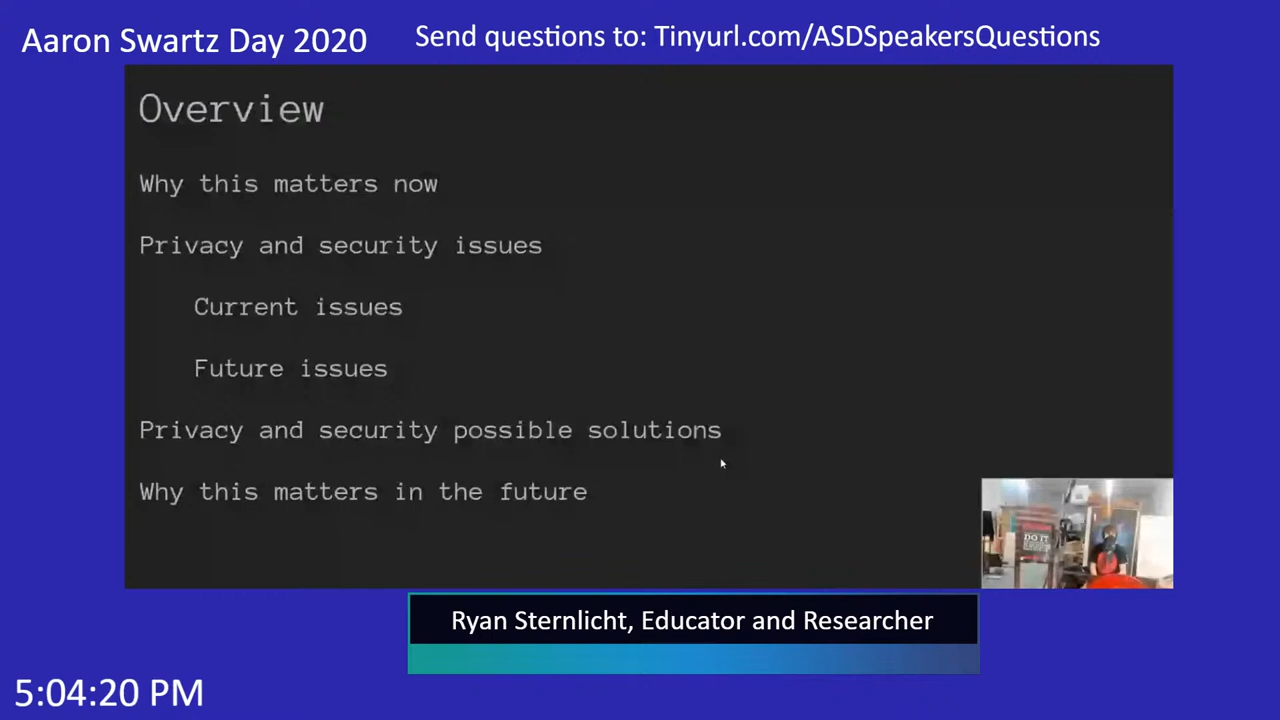 Aaron Swartz Day 2020
Send questions to: Tinyurl.com/ASDSpeakersQuestions
Overview
Why this matters now
Privacy and security issues
Current issues
Future issues
Privacy and security possible solutions
Why this matters in the future
DO IT
Ryan Sternlicht, Educator and Researcher
5:04:20 PM